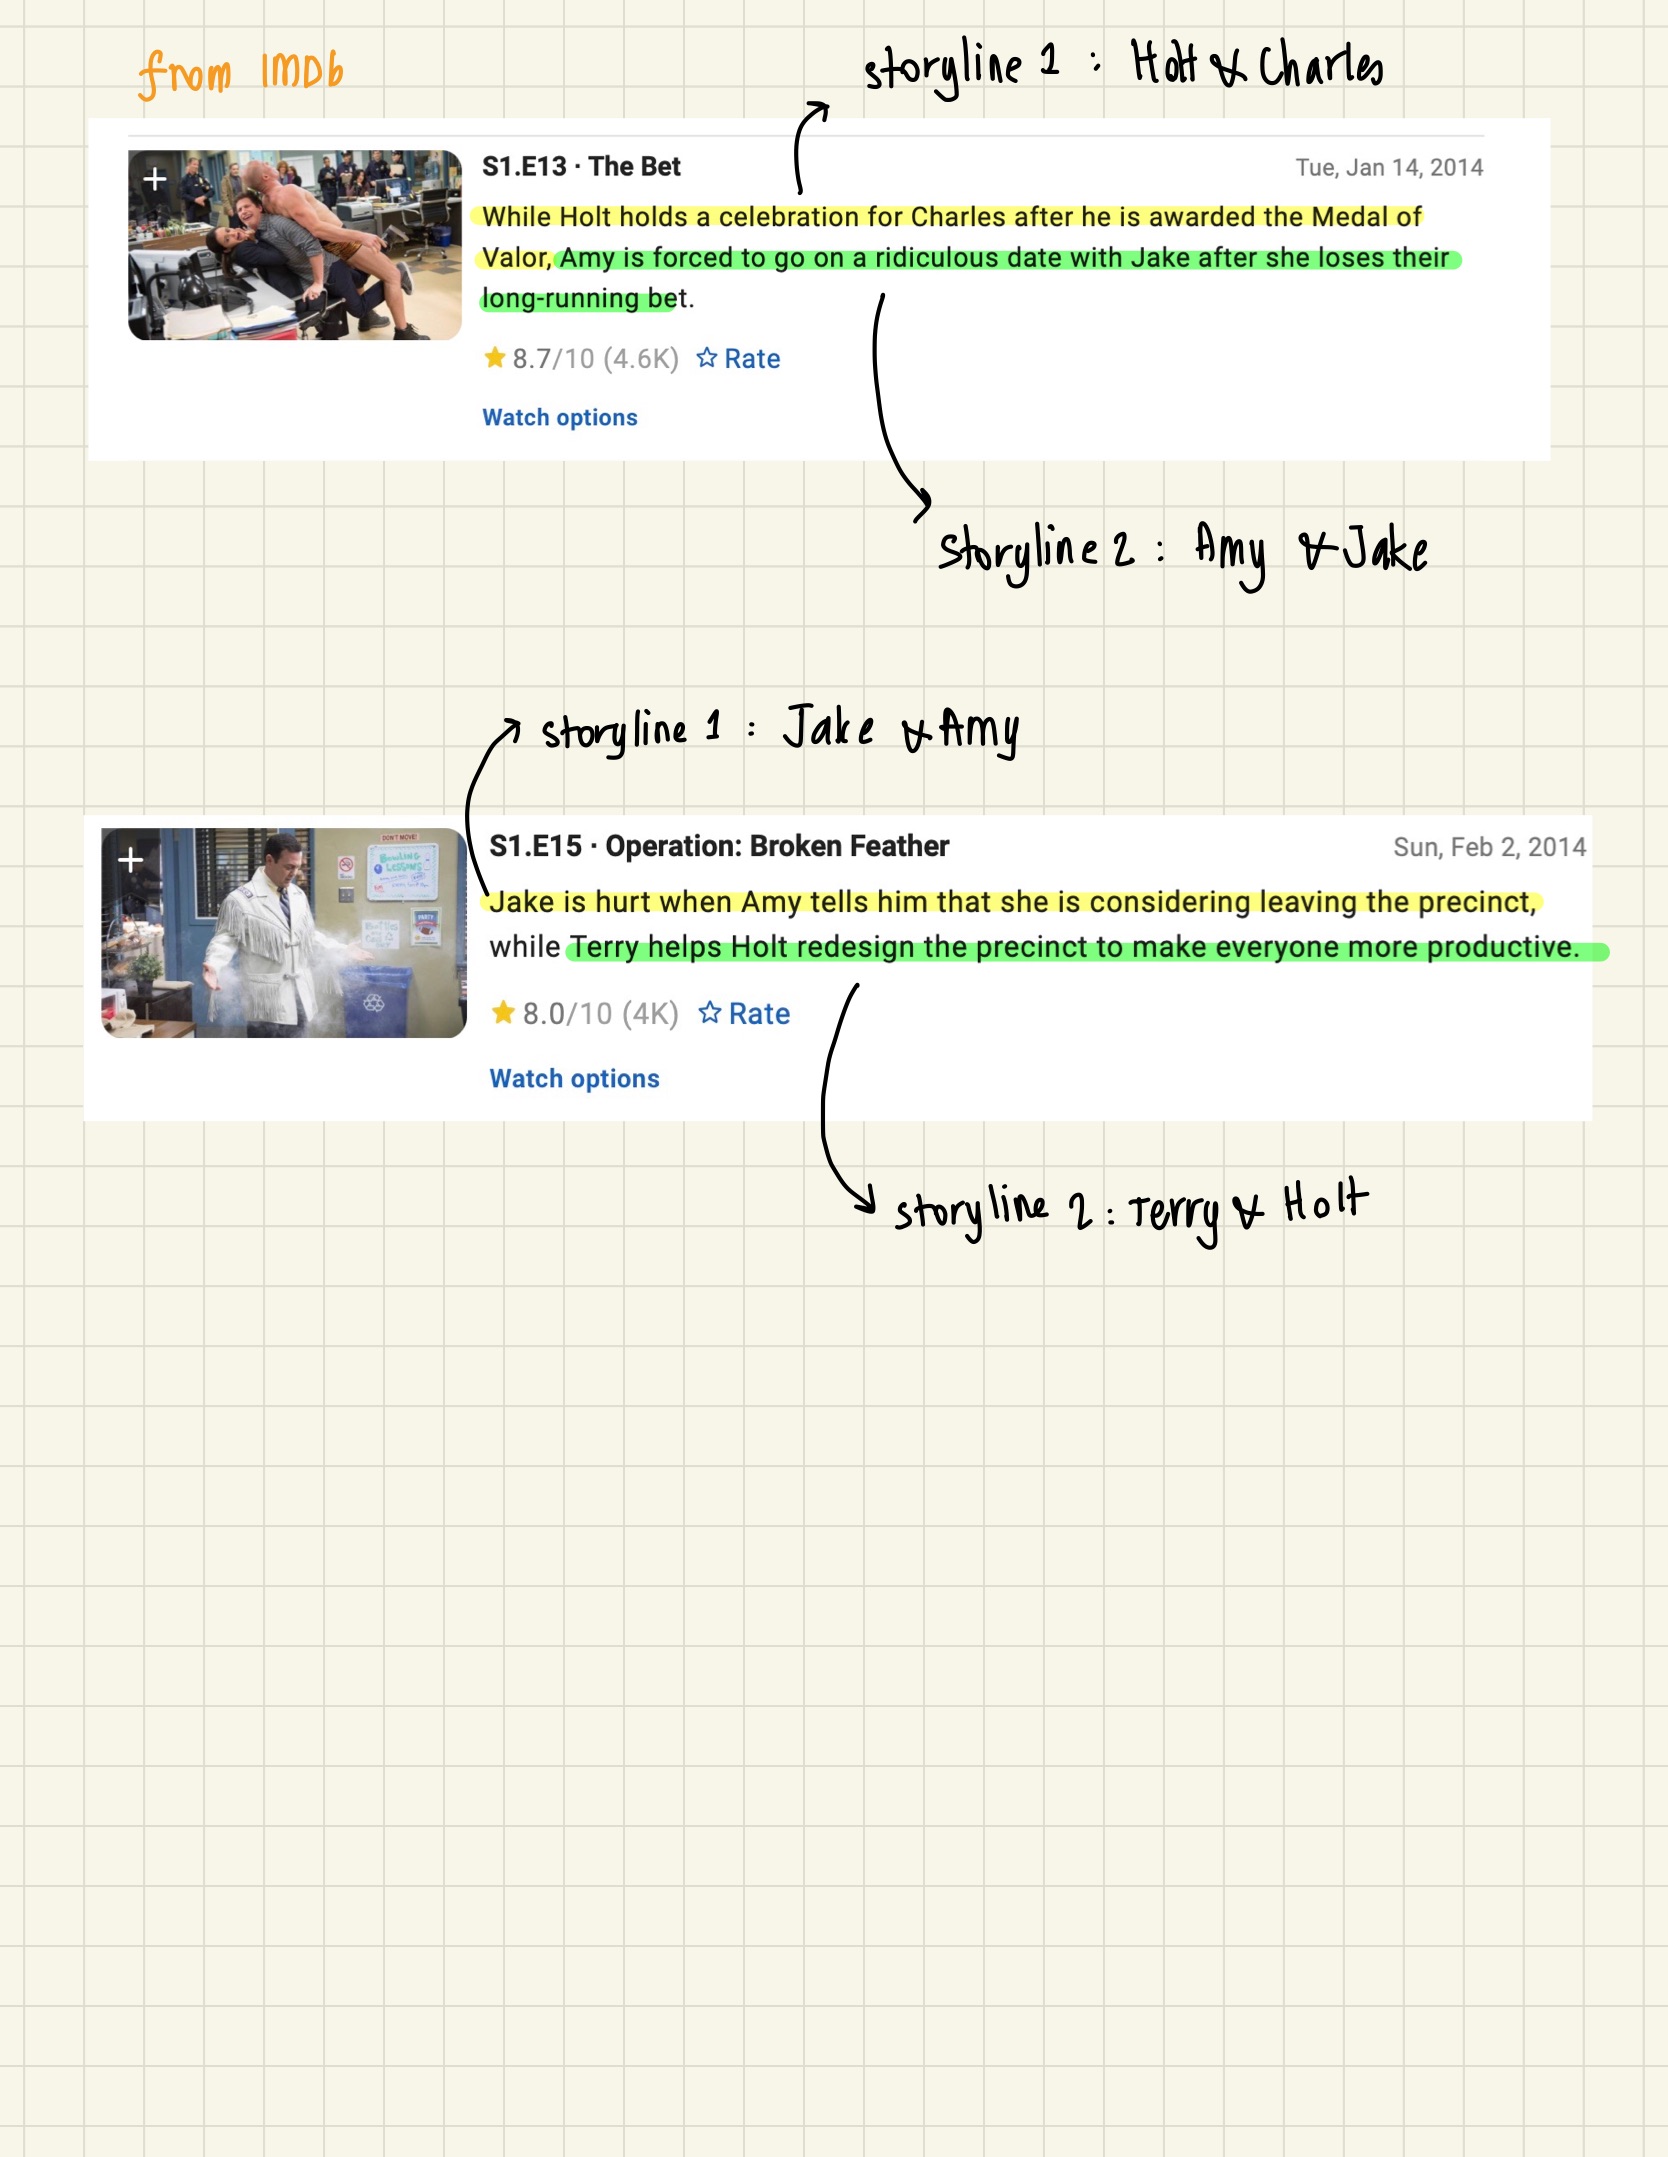 from IMDb
storyline 1 : Holt & Charles
S1.E13 · The Bet
Tue, Jan 14, 2014
While Holt holds a celebration for Charles after he is awarded the Medal of
Valor, Amy is forced to go on a ridiculous date with Jake after she loses their
long-running bet.
8.7/10 (4.6K) Rate
Watch options
Storyline 2 : Amy & Jake
storyline 1 : Jake & Amy
DON'T MOVE!
BOWLING
LESSONS
S1.E15 · Operation: Broken Feather
Sun, Feb 2, 2014
Jake is hurt when Amy tells him that she is considering leaving the precinct,
while Terry helps Holt redesign the precinct to make everyone more productive.
PARTY
8.0/10 (4K) Rate
Watch options
storyline 2 : Terry & Holt